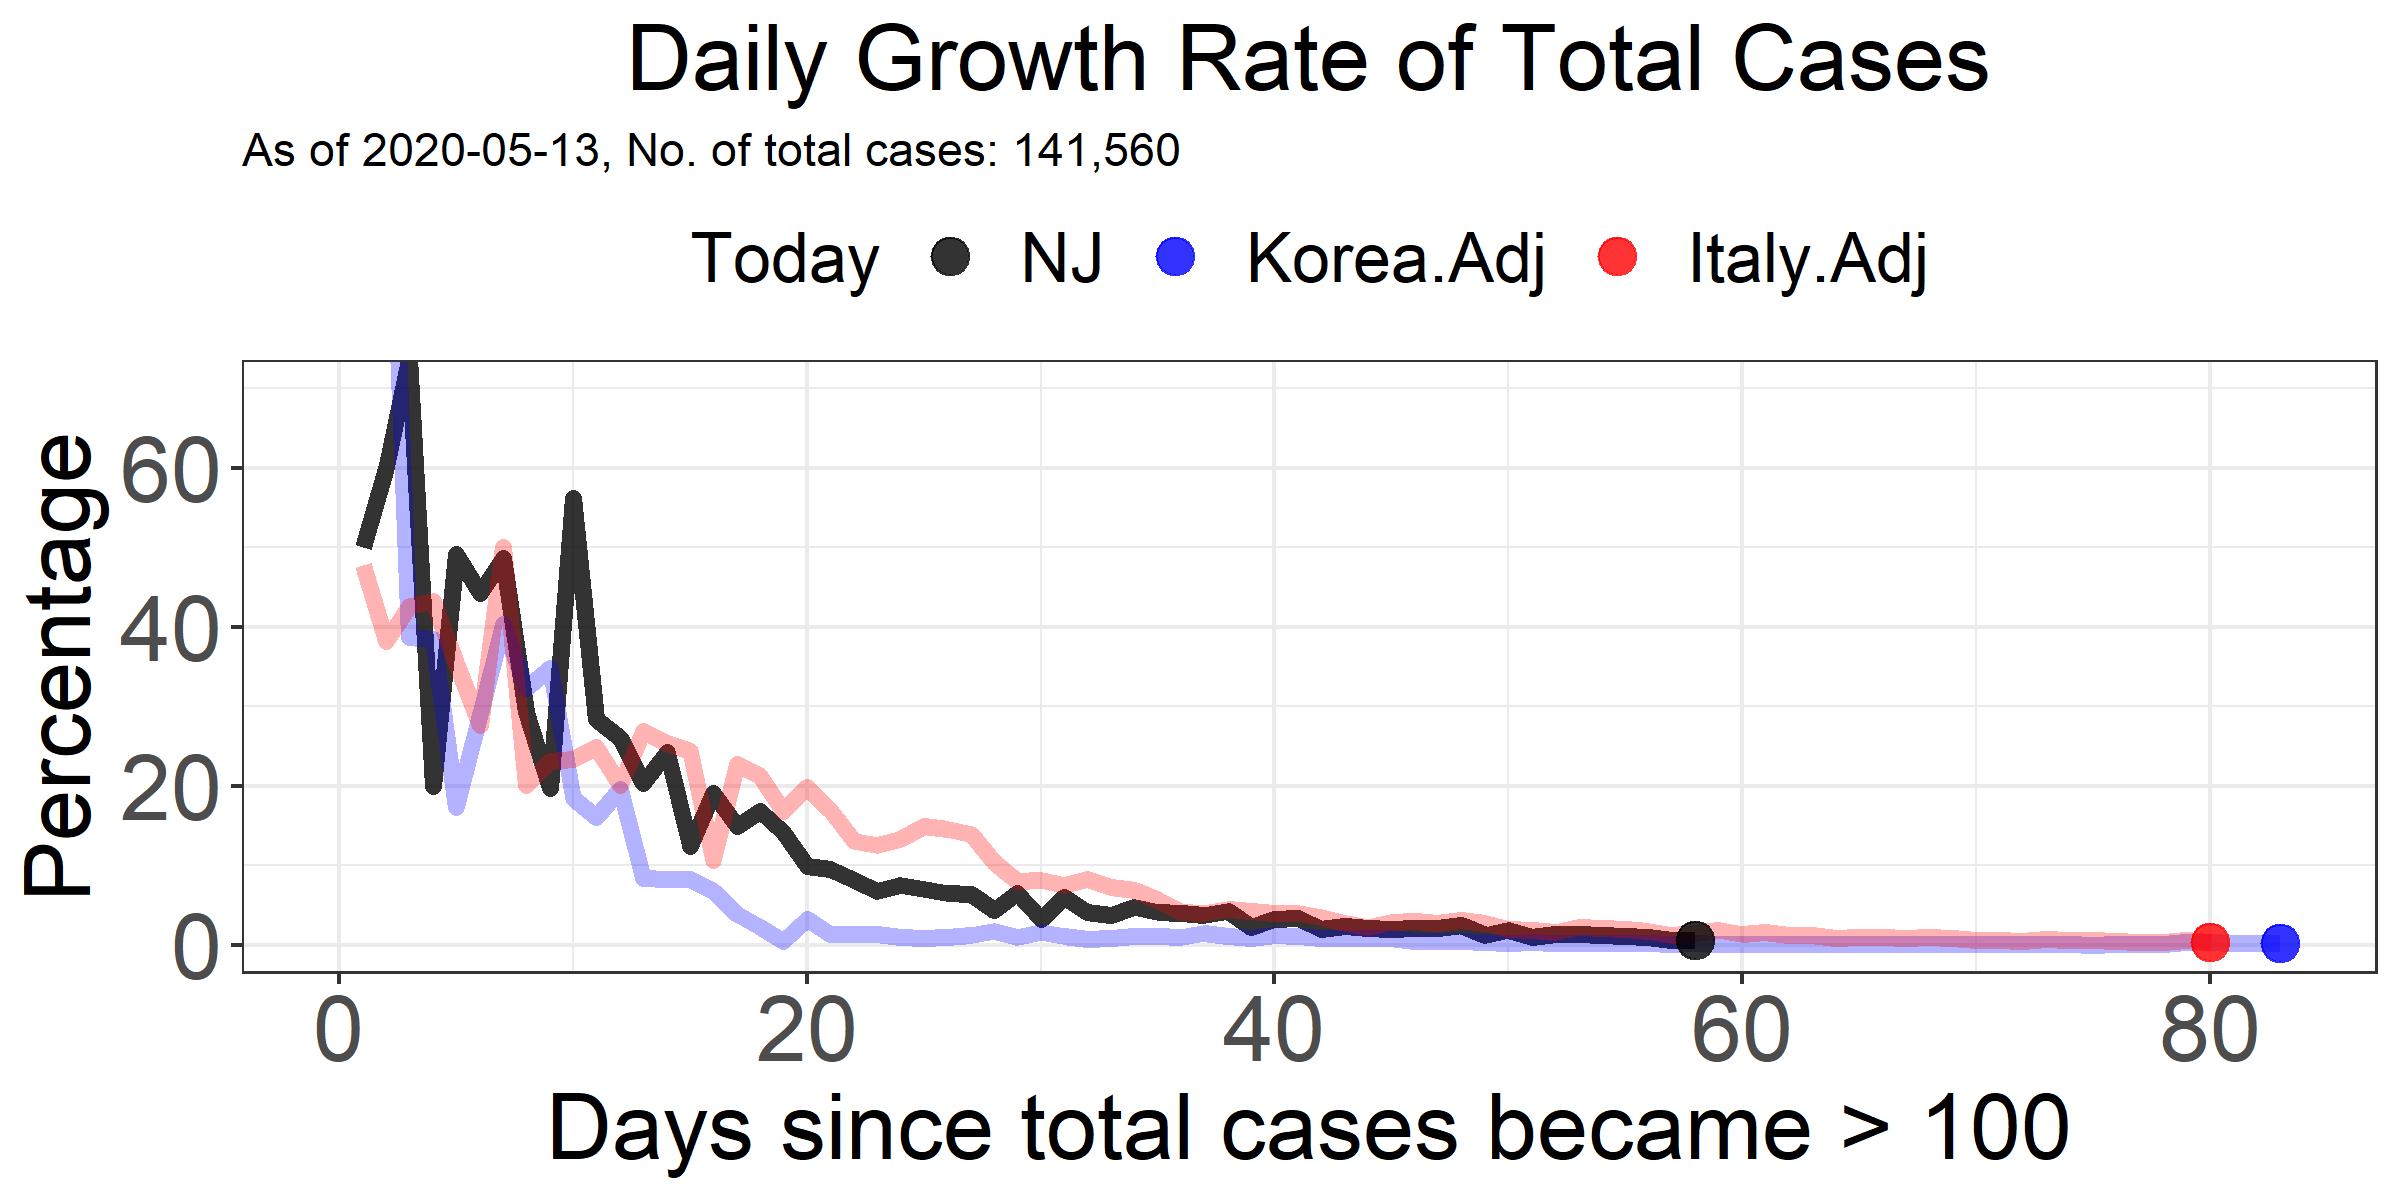 Daily Growth Rate of Total Cases
As of 2020-05-13, No. of total cases: 141,560
Today NJ Korea.Adj Italy.Adj
Percentage
60
40
20
0
0 20 40 60 80
Days since total cases became > 100